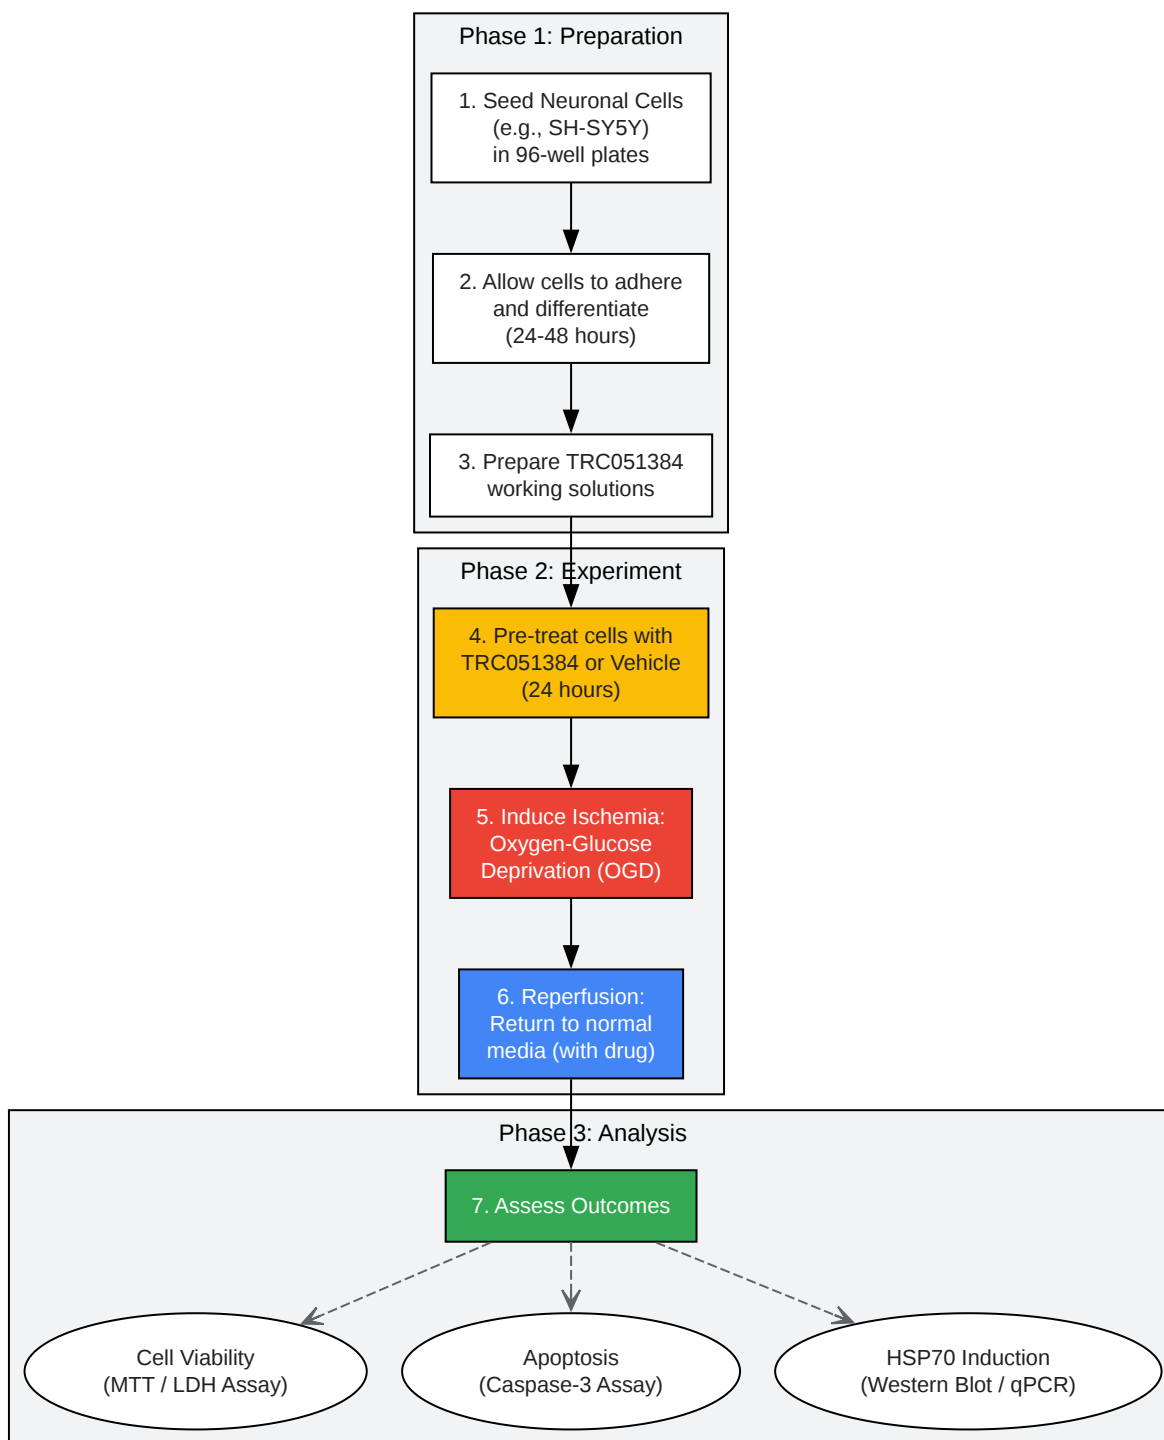 Phase 1: Preparation
1. Seed Neuronal Cells
(e.g., SH-SY5Y)
in 96-well plates
2. Allow cells to adhere
and differentiate
(24-48 hours)
3. Prepare TRC051384
working solutions
Phase 2: Experiment
4. Pre-treat cells with
TRC051384 or Vehicle
(24 hours)
5. Induce Ischemia:
Oxygen-Glucose
Deprivation (OGD)
6. Reperfusion:
Return to normal
media (with drug)
Phase 3: Analysis
7. Assess Outcomes
Cell Viability
(MTT / LDH Assay)
Apoptosis
(Caspase-3 Assay)
HSP70 Induction
(Western Blot / qPCR)